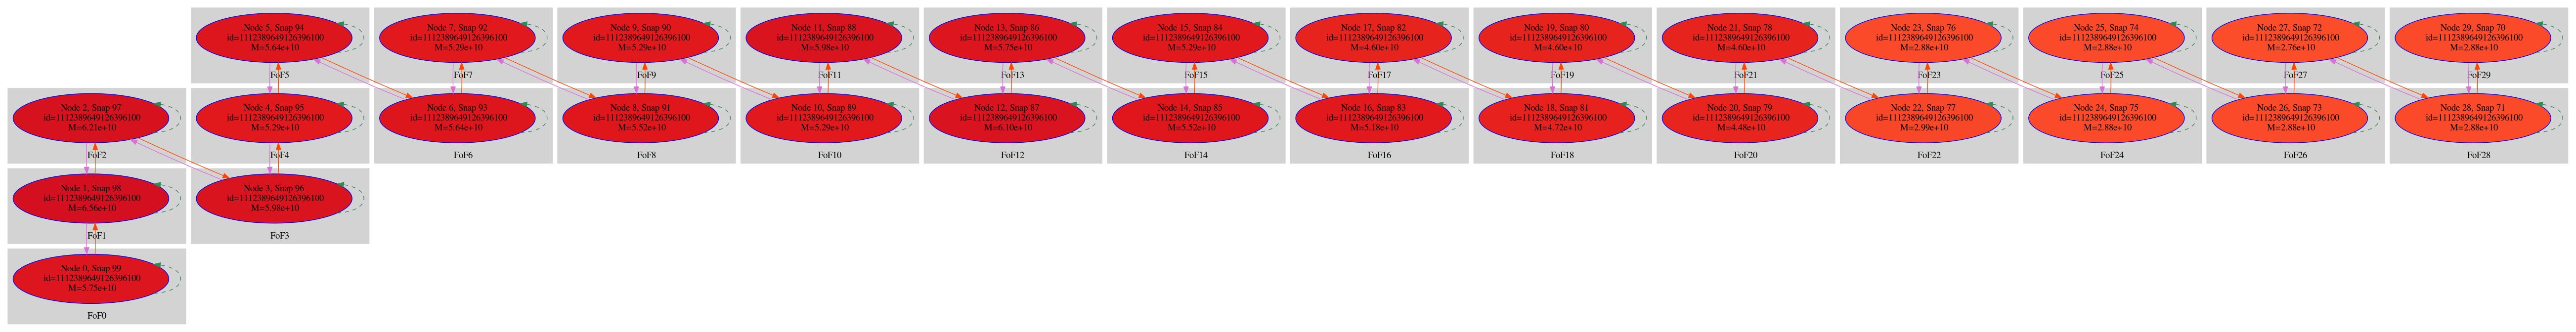 Node 5, Snap 94
id=1112389649126396100
M=5.64e+10
FoF5
Node 7, Snap 92
id=1112389649126396100
M=5.29e+10
FoF7
Node 9, Snap 90
id=1112389649126396100
M=5.29e+10
FoF9
Node 11, Snap 88
id=1112389649126396100
M=5.98e+10
FoF11
Node 13, Snap 86
id=1112389649126396100
M=5.75e+10
FoF13
Node 15, Snap 84
id=1112389649126396100
M=5.29e+10
FoF15
Node 17, Snap 82
id=1112389649126396100
M=4.60e+10
FoF17
Node 19, Snap 80
id=1112389649126396100
M=4.60e+10
FoF19
Node 21, Snap 78
id=1112389649126396100
M=4.60e+10
FoF21
Node 23, Snap 76
id=1112389649126396100
M=2.88e+10
FoF23
Node 25, Snap 74
id=1112389649126396100
M=2.88e+10
FoF25
Node 27, Snap 72
id=1112389649126396100
M=2.76e+10
FoF27
Node 29, Snap 70
id=1112389649126396100
M=2.88e+10
FoF29
Node 2, Snap 97
id=1112389649126396100
M=6.21e+10
FoF2
Node 4, Snap 95
id=1112389649126396100
M=5.29e+10
FoF4
Node 6, Snap 93
id=1112389649126396100
M=5.64e+10
FoF6
Node 8, Snap 91
id=1112389649126396100
M=5.52e+10
FoF8
Node 10, Snap 89
id=1112389649126396100
M=5.29e+10
FoF10
Node 12, Snap 87
id=1112389649126396100
M=6.10e+10
FoF12
Node 14, Snap 85
id=1112389649126396100
M=5.52e+10
FoF14
Node 16, Snap 83
id=1112389649126396100
M=5.18e+10
FoF16
Node 18, Snap 81
id=1112389649126396100
M=4.72e+10
FoF18
Node 20, Snap 79
id=1112389649126396100
M=4.48e+10
FoF20
Node 22, Snap 77
id=1112389649126396100
M=2.99e+10
FoF22
Node 24, Snap 75
id=1112389649126396100
M=2.88e+10
FoF24
Node 26, Snap 73
id=1112389649126396100
M=2.88e+10
FoF26
Node 28, Snap 71
id=1112389649126396100
M=2.88e+10
FoF28
Node 1, Snap 98
id=1112389649126396100
M=6.56e+10
FoF1
Node 3, Snap 96
id=1112389649126396100
M=5.98e+10
FoF3
Node 0, Snap 99
id=1112389649126396100
M=5.75e+10
FoF0